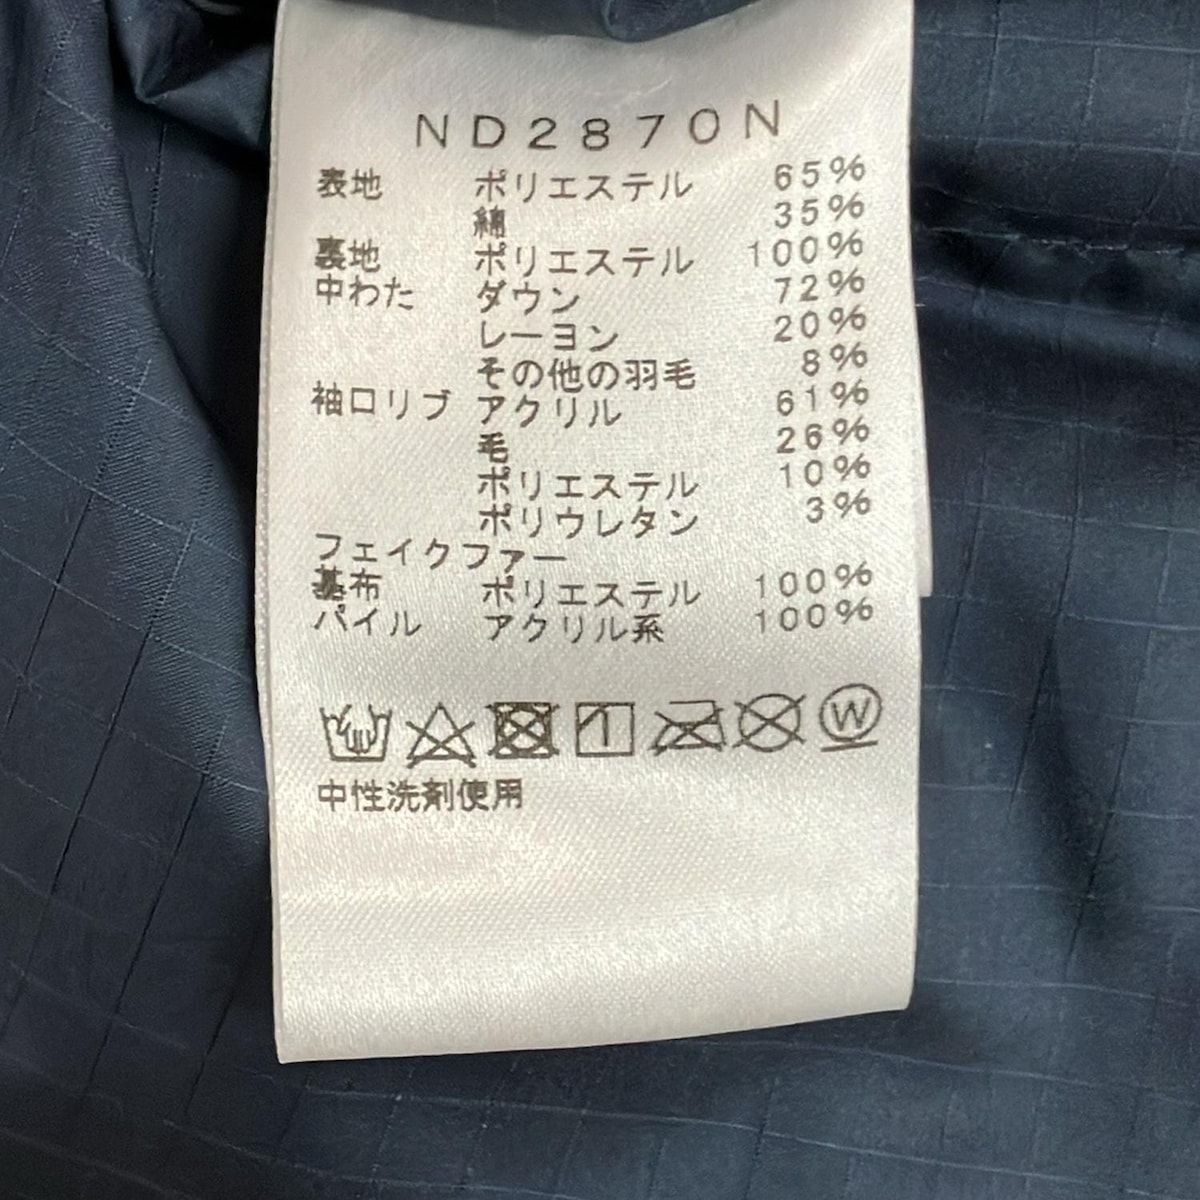 ND2870N
表地 ポリエステル 65%
綿 35%
裏地 ポリエステル 100%
中わた ダウン 72%
レーヨン 20%
その他の羽毛 8%
袖口リブ アクリル 61%
毛 26%
ポリエステル 10%
ポリウレタン 3%
フェイクファー
基布 ポリエステル 100%
パイル アクリル系 100%
W
中性洗剤使用